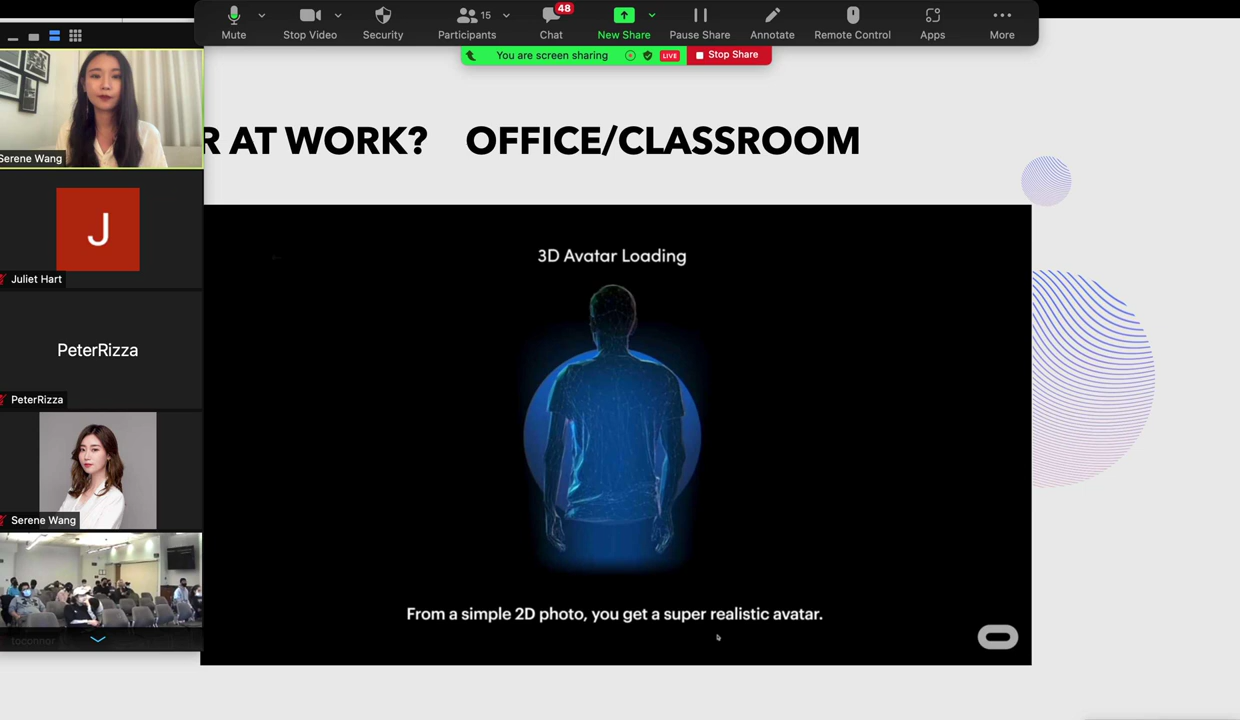 Mute
Stop Video
Security
Participants
15
Chat
48
New Share
Pause Share
Annotate
Remote Control
Apps
More
You are screen sharing
LIVE
Stop Share
R AT WORK? OFFICE/CLASSROOM
Serene Wang
J
Juliet Hart
PeterRizza
PeterRizza
Serene Wang
toconnor
3D Avatar Loading
From a simple 2D photo, you get a super realistic avatar.